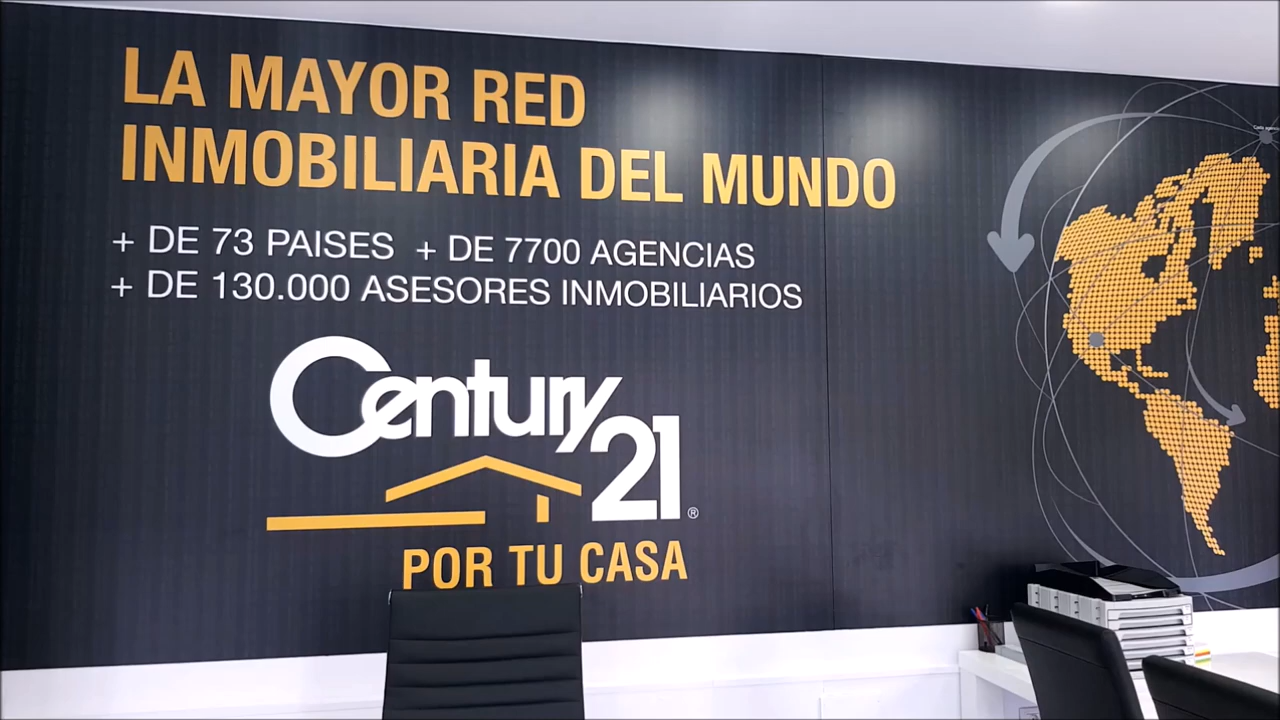 LA MAYOR RED
INMOBILIARIA DEL MUNDO
+ DE 73 PAISES + DE 7700 AGENCIAS
+ DE 130.000 ASESORES INMOBILIARIOS
Century
21®
POR TU CASA